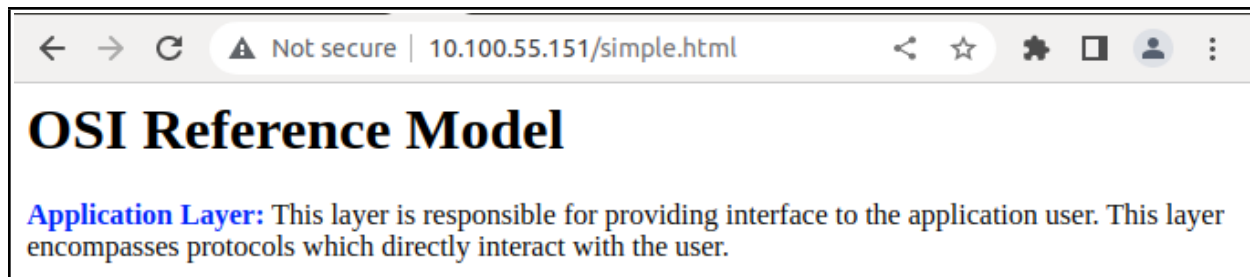 Not secure | 10.100.55.151/simple.html
OSI Reference Model
Application Layer: This layer is responsible for providing interface to the application user. This layer
encompasses protocols which directly interact with the user.